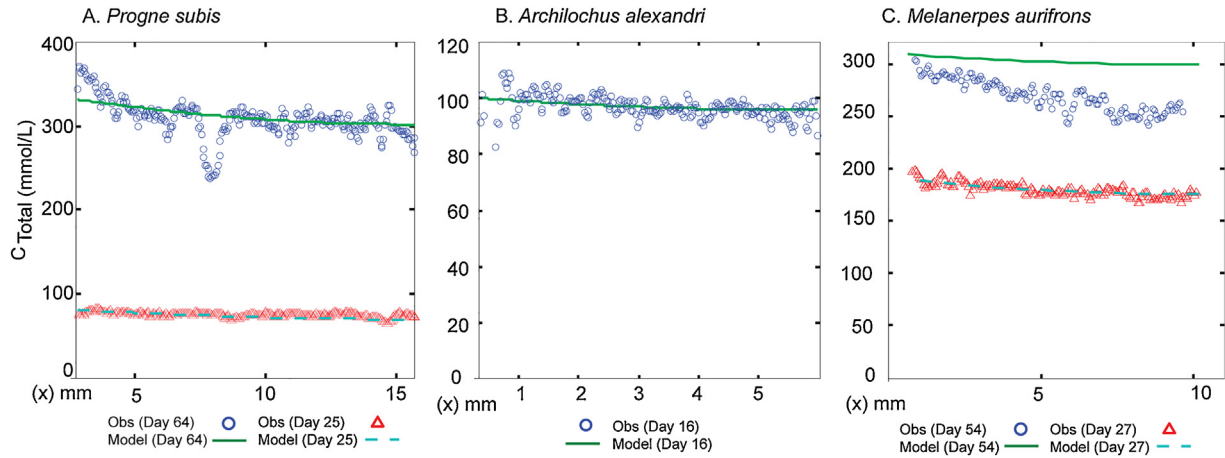 A. Progne subis
B. Archilochus alexandri
C. Melanerpes aurifrons
C Total (mmol/L)
400
300
200
100
0
(x) mm
5
10
15
Obs (Day 64)
Obs (Day 25)
Model (Day 64)
Model (Day 25)
120
100
80
60
40
20
0
(x) mm
1
2
3
4
5
Obs (Day 16)
Model (Day 16)
300
250
200
150
100
50
0
(x) mm
5
10
Obs (Day 54)
Obs (Day 27)
Model (Day 54)
Model (Day 27)